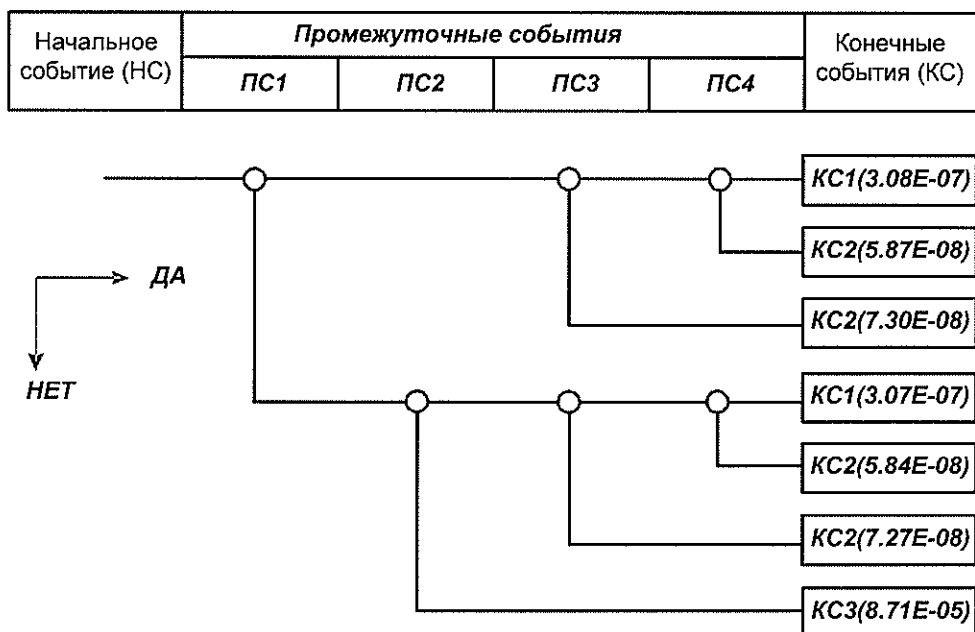 Начальное
событие (НС)
Промежуточные события
ПС1
ПС2
ПС3
ПС4
Конечные
события (КС)
КС1(3.08E-07)
КС2(5.87E-08)
ДА
КС2(7.30E-08)
НЕТ
КС1(3.07E-07)
КС2(5.84E-08)
КС2(7.27E-08)
КС3(8.71E-05)